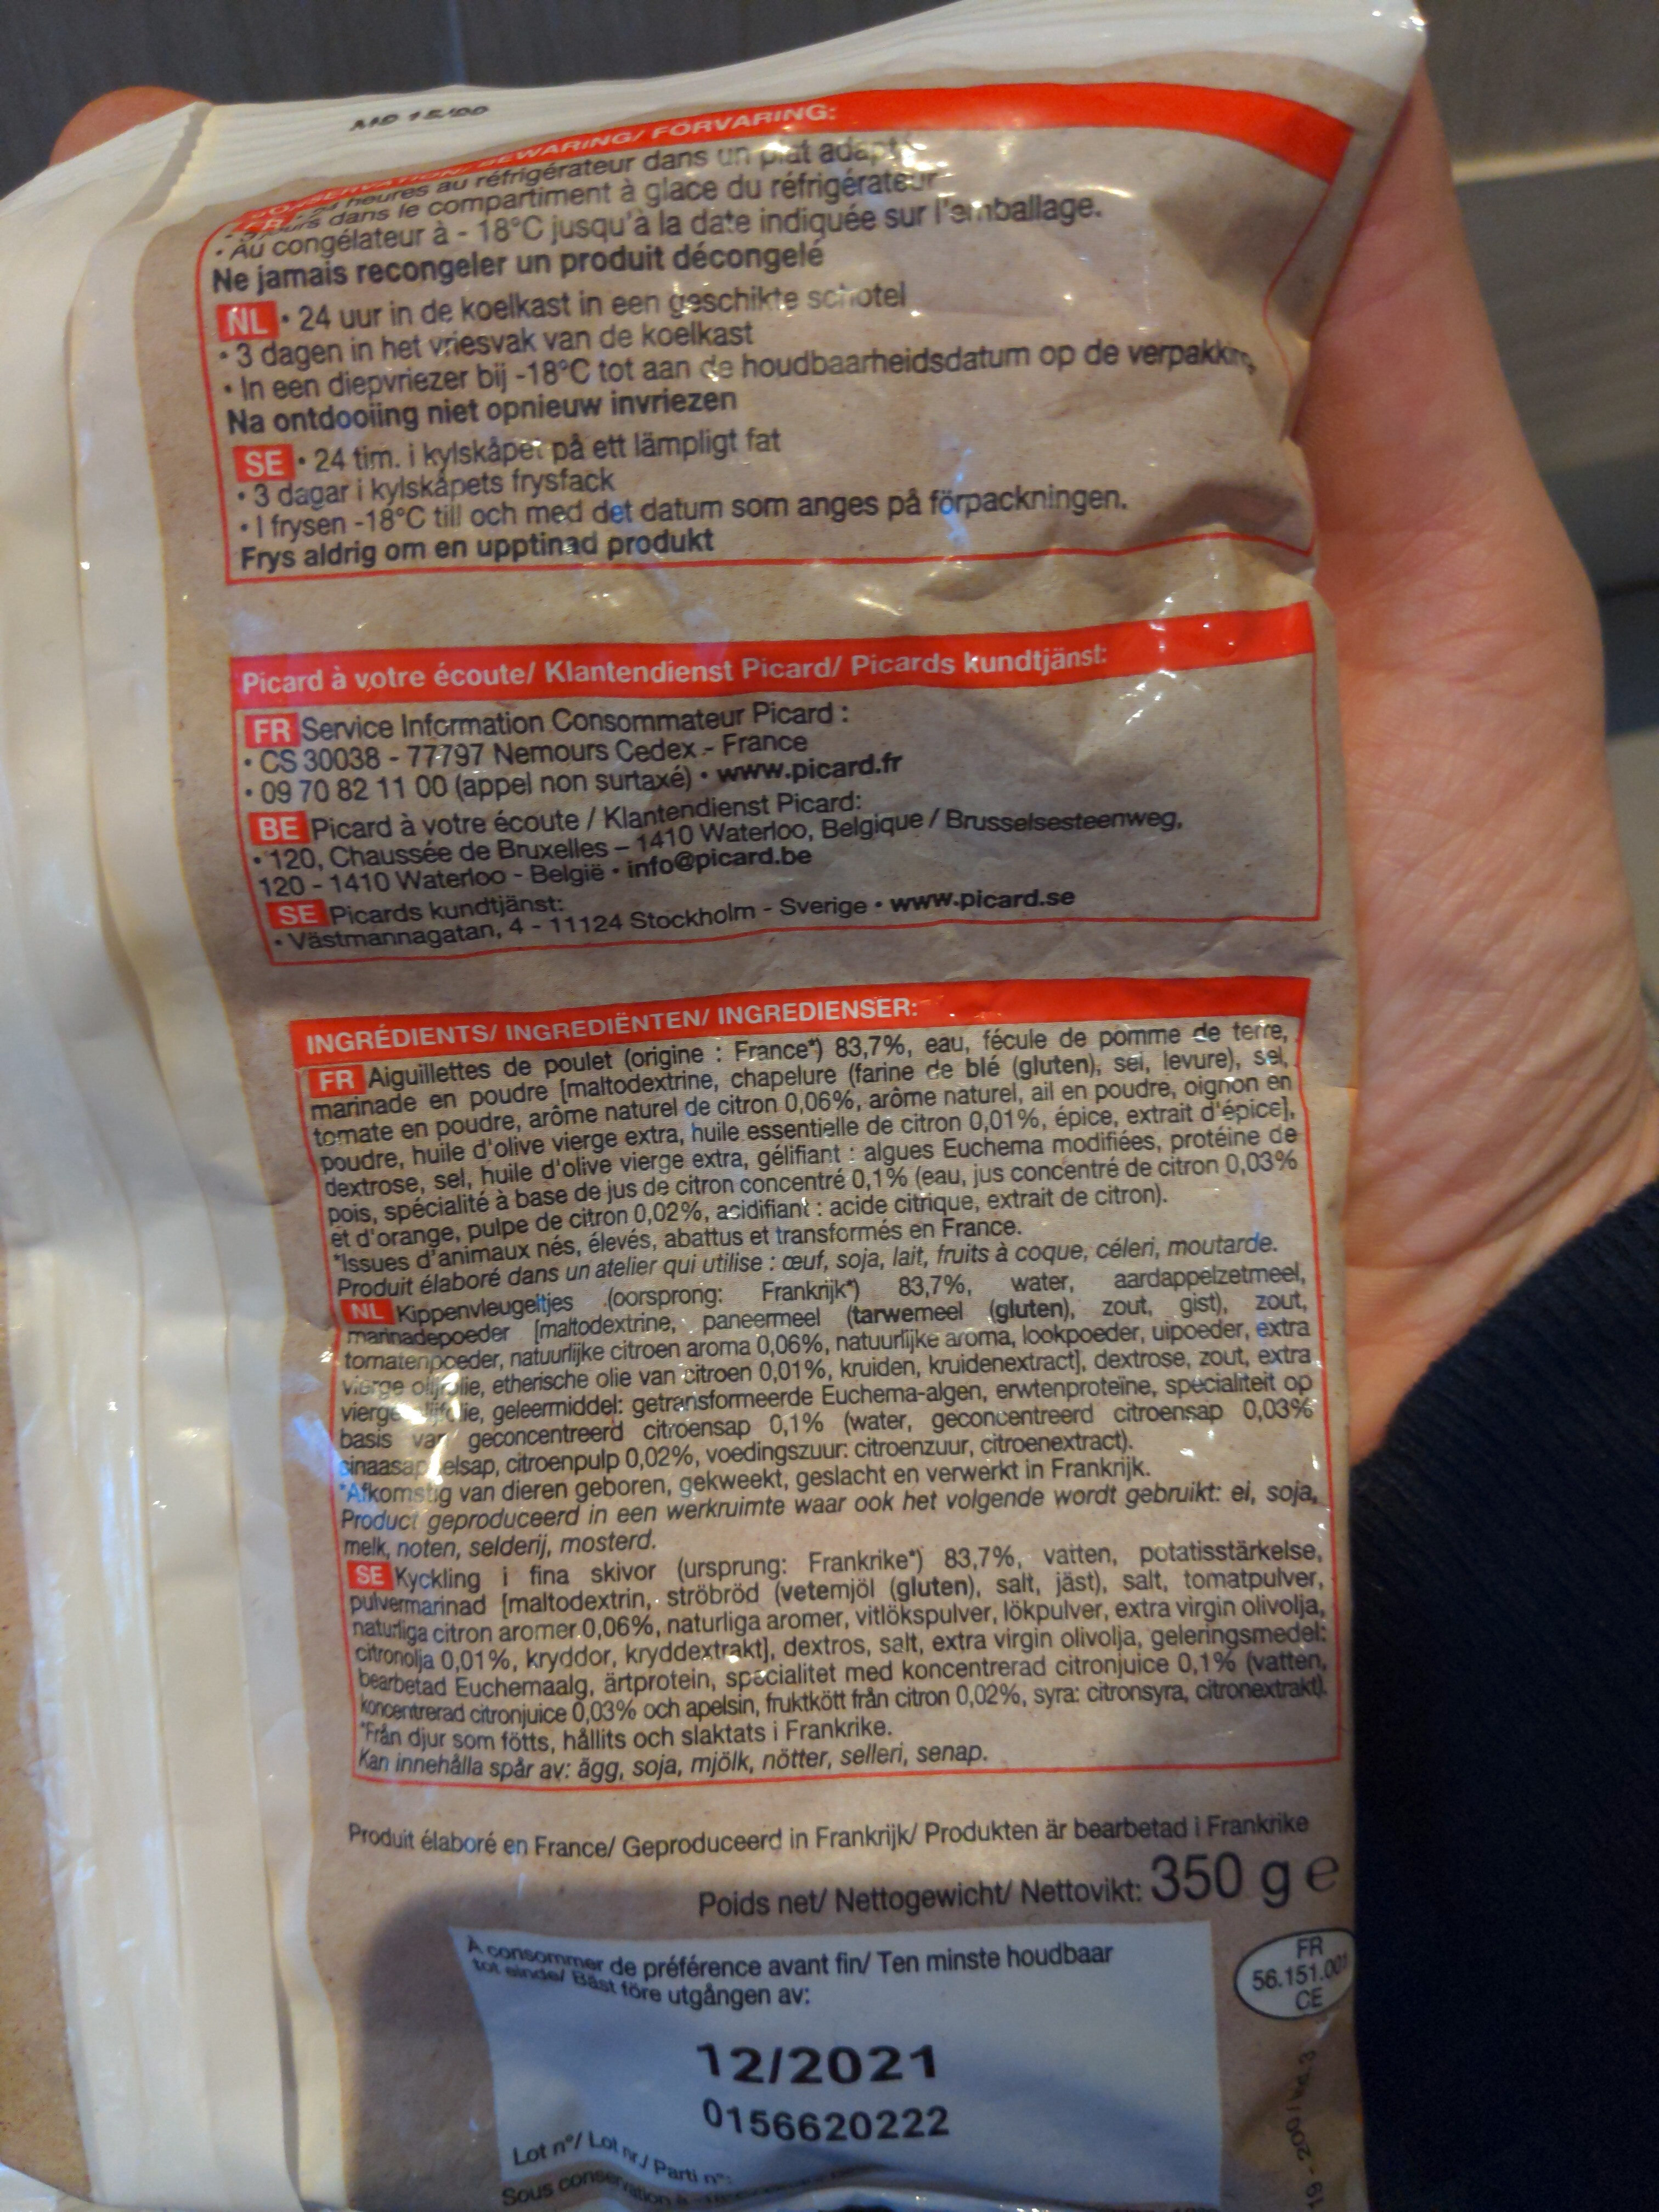 BEWARING/ FÖRVARING:
FR • 24 heures au réfrigérateur dans un plat adapté
• 3 jours dans le compartiment à glace du réfrigérateur
• Au congélateur à - 18°C jusqu'à la date indiquée sur l'emballage.
Ne jamais recongeler un produit décongelé
NL • 24 uur in de koelkast in een geschikte schotel
• 3 dagen in het vriesvak van de koelkast
• In een diepvriezer bij -18°C tot aan de houdbaarheidsdatum op de verpakking
Na ontdooiing niet opnieuw invriezen
SE • 24 tim. i kylskåpet på ett lämpligt fat
• 3 dagar i kylskåpets frysfack
• I frysen -18°C till och med det datum som anges på förpackningen.
Frys aldrig om en upptinad produkt
Picard à votre écoute/ Klantendienst Picard/ Picards kundtjänst:
FR Service Information Consommateur Picard :
• CS 30038 - 77797 Nemours Cedex - France
• 09 70 82 11 00 (appel non surtaxé) • www.picard.fr
BE Picard à votre écoute / Klantendienst Picard:
• 120, Chaussée de Bruxelles – 1410 Waterloo, Belgique / Brusselsesteenweg,
120 - 1410 Waterloo - België • info@picard.be
SE Picards kundtjänst:
• Västmannagatan, 4 - 11124 Stockholm - Sverige • www.picard.se
INGRÉDIENTS/ INGREDIËNTEN/ INGREDIENSER:
FR Aiguillettes de poulet (origine : France*) 83,7%, eau, fécule de pomme de terre,
marinade en poudre [maltodextrine, chapelure (farine de blé (gluten), sel, levure), sel,
tomate en poudre, arôme naturel de citron 0,06%, arôme naturel, ail en poudre, oignon en
poudre, huile d'olive vierge extra, huile essentielle de citron 0,01%, épice, extrait d'épice],
dextrose, sel, huile d'olive vierge extra, gélifiant : algues Euchema modifiées, protéine de
pois, spécialité à base de jus de citron concentré 0,1% (eau, jus concentré de citron 0,03%
et d'orange, pulpe de citron 0,02%, acidifiant : acide citrique, extrait de citron).
*Issues d'animaux nés, élevés, abattus et transformés en France.
Produit élaboré dans un atelier qui utilise : œuf, soja, lait, fruits à coque, céleri, moutarde.
NL Kippenvleugeltjes (oorsprong: Frankrijk*) 83,7%, water, aardappelzetmeel,
marinadepoeder [maltodextrine, paneermeel (tarwemeel (gluten), zout, gist), zout,
tomatenpoeder, natuurlijke citroen aroma 0,06%, natuurlijke aroma, lookpoeder, uipoeder, extra
vierge olijfolie, etherische olie van citroen 0,01%, kruiden, kruidenextract], dextrose, zout, extra
vierge olijfolie, geleermiddel: getransformeerde Euchema-algen, erwtenproteïne, specialiteit op
basis van geconcentreerd citroensap 0,1% (water, geconcentreerd citroensap 0,03%
sinaasappelsap, citroenpulp 0,02%, voedingszuur: citroenzuur, citroenextract).
*Afkomstig van dieren geboren, gekweekt, geslacht en verwerkt in Frankrijk.
Product geproduceerd in een werkruimte waar ook het volgende wordt gebruikt: ei, soja,
melk, noten, selderij, mosterd.
SE Kyckling i fina skivor (ursprung: Frankrike*) 83,7%, vatten, potatisstärkelse,
pulvermarinad [maltodextrin, ströbröd (vetemjöl (gluten), salt, jäst), salt, tomatpulver,
naturliga citron aromer 0,06%, naturliga aromer, vitlökspulver, lökpulver, extra virgin olivolja,
citronolja 0,01%, kryddor, kryddextrakt], dextros, salt, extra virgin olivolja, geleringsmedel:
bearbetad Euchemaalg, ärtprotein, specialitet med koncentrerad citronjuice 0,1% (vatten,
koncentrerad citronjuice 0,03% och apelsin, fruktkött från citron 0,02%, syra: citronsyra, citronextrakt).
*Från djur som fötts, hållits och slaktats i Frankrike.
Kan innehålla spår av: ägg, soja, mjölk, nötter, selleri, senap.
Produit élaboré en France/ Geproduceerd in Frankrijk/ Produkten är bearbetad i Frankrike
Poids net/ Nettogewicht/ Nettovikt: 350 g e
À consommer de préférence avant fin/ Ten minste houdbaar
tot einde/ Bäst före utgången av:
FR
56.151.001
CE
12/2021
0156620222
Lot n°/ Lot nr./ Parti n°:
Sous conservation à